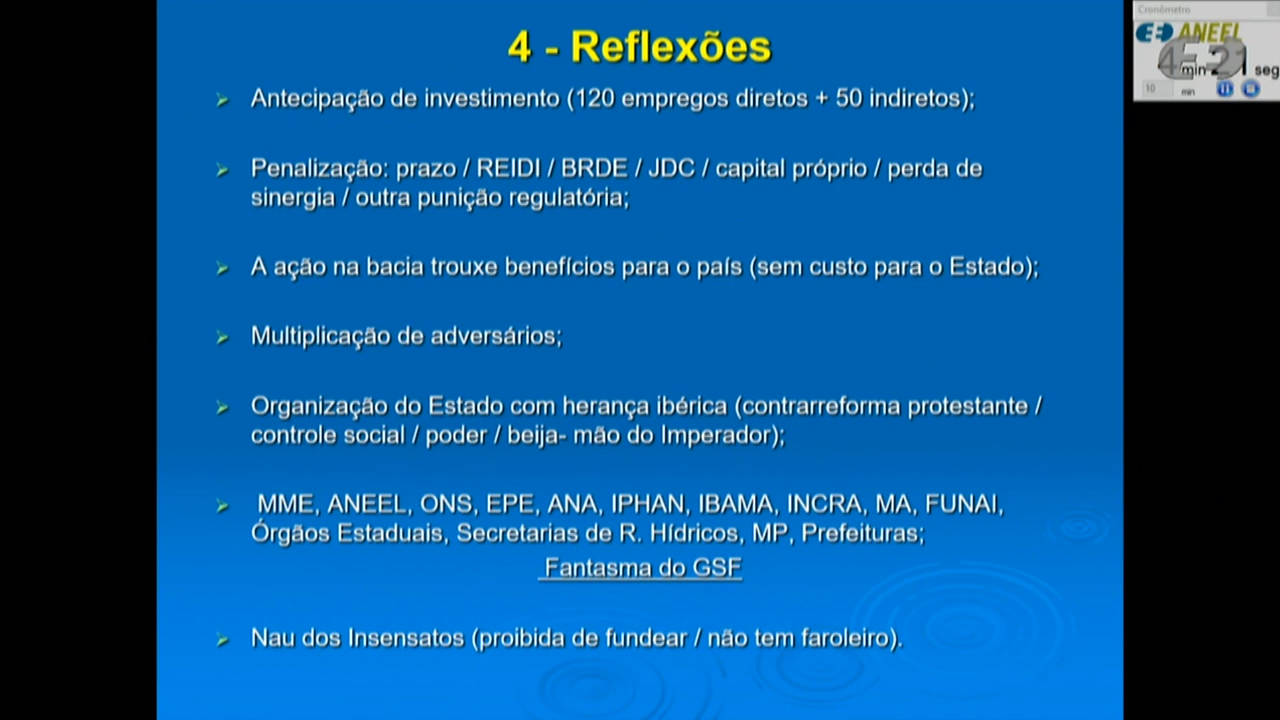 4 - Reflexões
Antecipação de investimento (120 empregos diretos + 50 indiretos);
Penalização: prazo / REIDI / BRDE / JDC / capital próprio / perda de
sinergia / outra punição regulatória;
A ação na bacia trouxe benefícios para o país (sem custo para o Estado);
Multiplicação de adversários;
Organização do Estado com herança ibérica (contrarreforma protestante /
controle social / poder / beija- mão do Imperador);
MME, ANEEL, ONS, EPE, ANA, IPHAN, IBAMA, INCRA, MA, FUNAI,
Órgãos Estaduais, Secretarias de R. Hídricos, MP, Prefeituras;
Fantasma do GSF
Nau dos Insensatos (proibida de fundear / não tem faroleiro).
Cronómetro
ANEEL
4 min seg
10 min